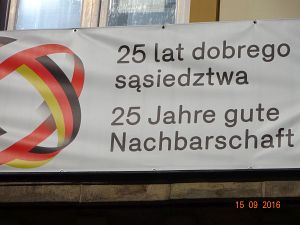 25 lat dobrego
sąsiedztwa
25 Jahre gute
Nachbarschaft
15 09 2016